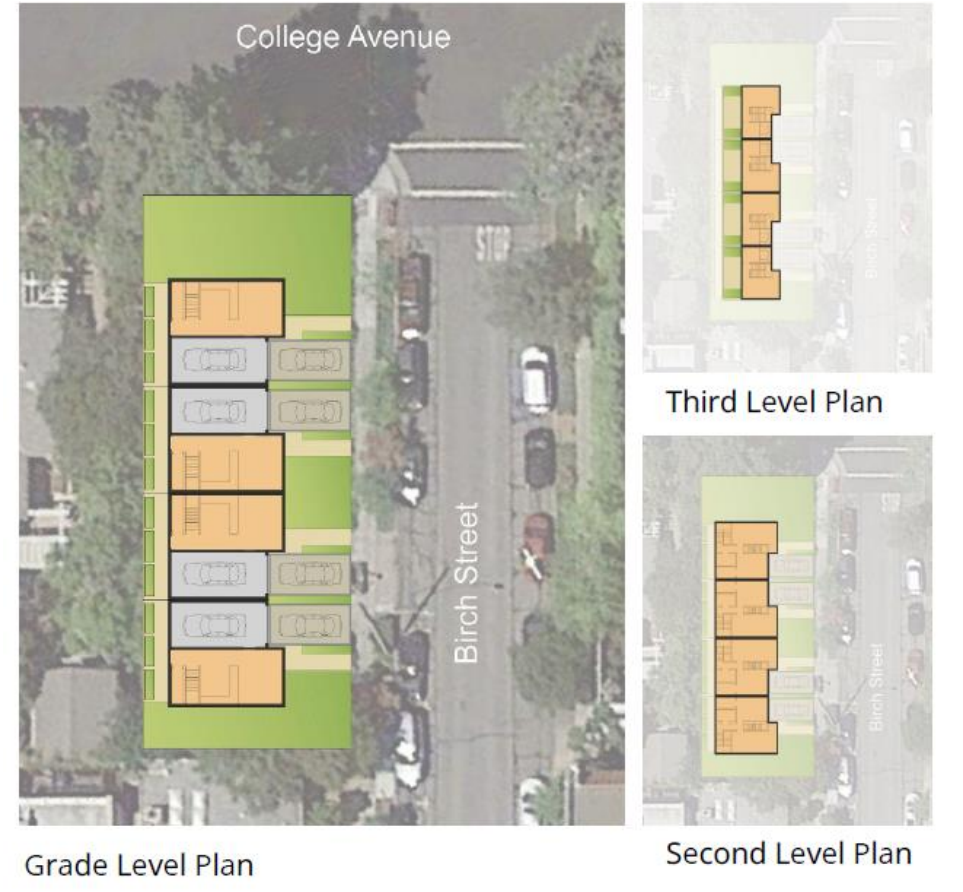 College Avenue
STOP
Birch Street
Grade Level Plan
Birch Street
Third Level Plan
Birch Street
Second Level Plan